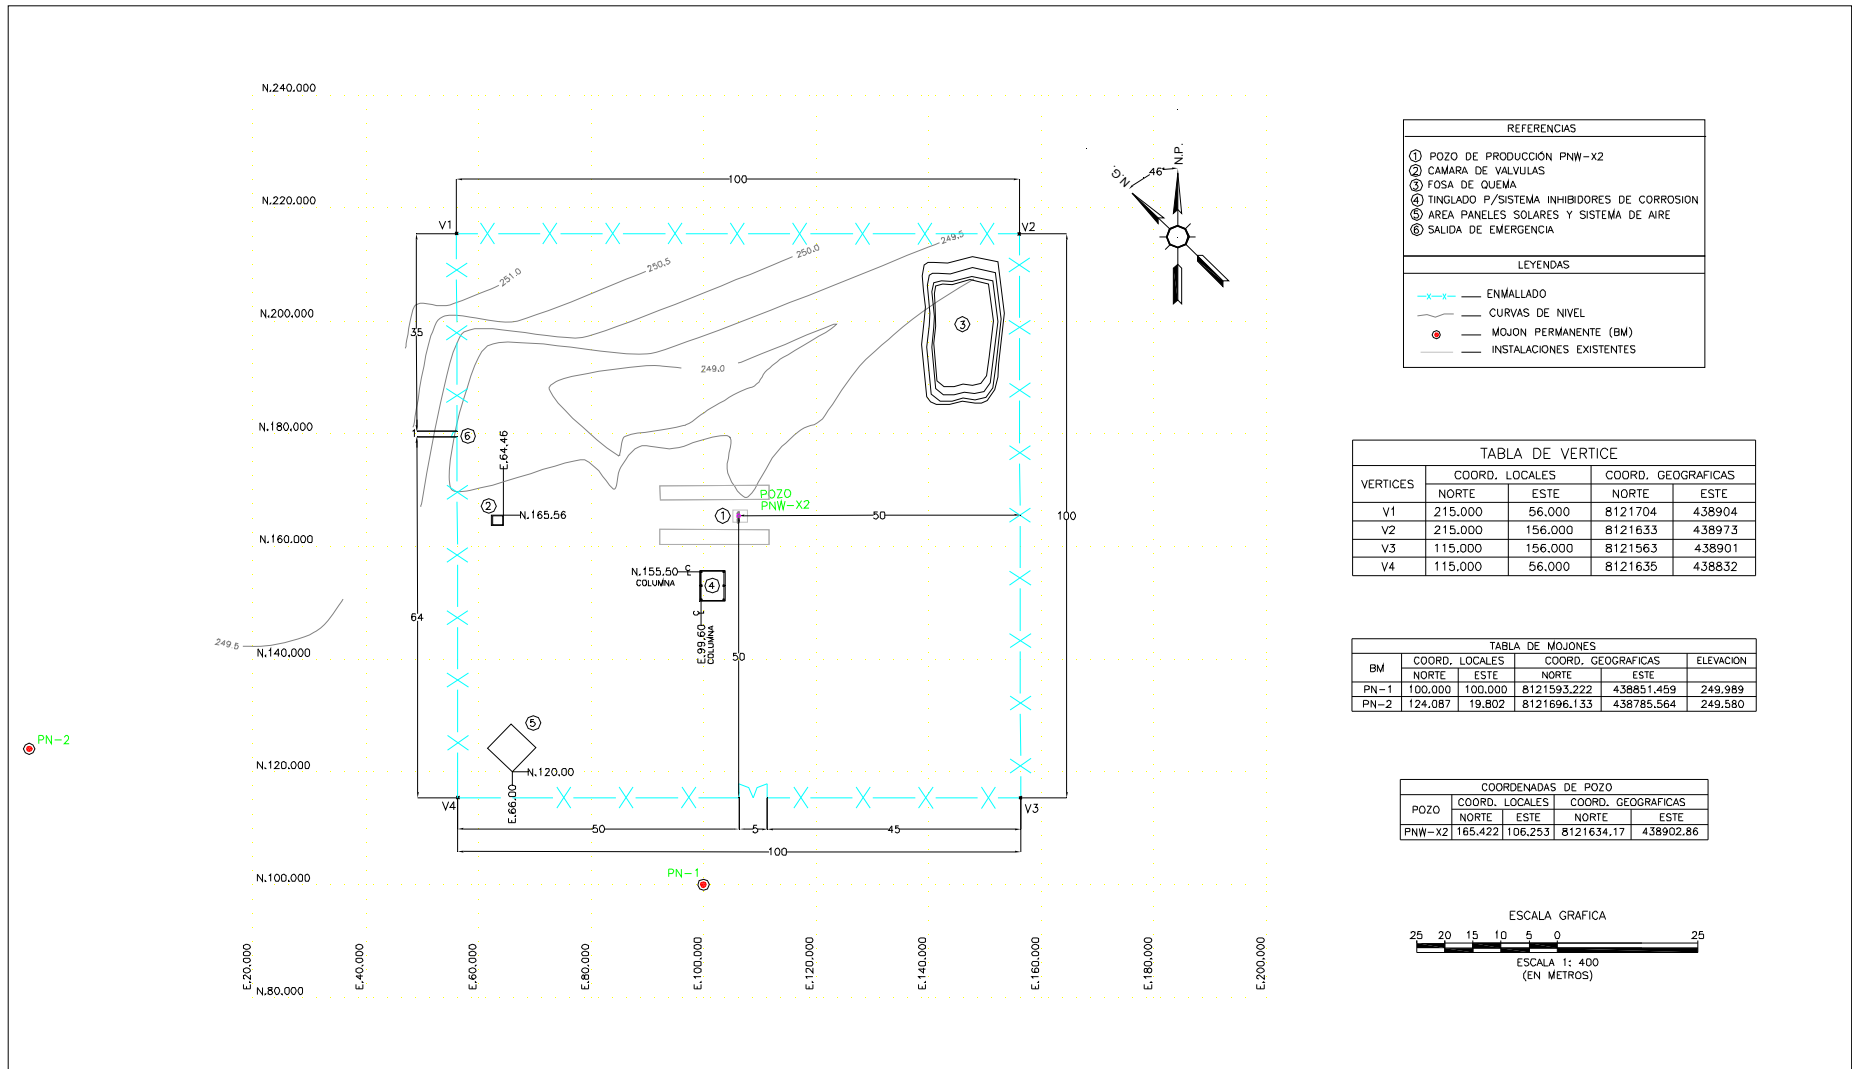 N.240.000
N.220.000
N.200.000
N.180.000
N.160.000
N.140.000
N.120.000
N.100.000
N.80.000
E.20.000
E.40.000
E.60.000
E.80.000
E.100.000
E.120.000
E.140.000
E.160.000
E.180.000
E.200.000
100
V1
V2
V3
V4
251.0
250.5
250.0
249.5
249.0
249.5
35
1
64
6
3
E.64.46
2
N.165.56
POZO
PNW-X2
1
50
100
N.155.50
COLUMNA
C
L
4
C
L
E.99.60
COLUMNA
50
5
N.120.00
E.66.00
50
5
45
100
PN-1
PN-2
N.G.
46°
N.P.
REFERENCIAS
1 POZO DE PRODUCCIÓN PNW-X2
2 CAMARA DE VALVULAS
3 FOSA DE QUEMA
4 TINGLADO P/SISTEMA INHIBIDORES DE CORROSION
5 AREA PANELES SOLARES Y SISTEMA DE AIRE
6 SALIDA DE EMERGENCIA
LEYENDAS
ENMALLADO
CURVAS DE NIVEL
MOJON PERMANENTE (BM)
INSTALACIONES EXISTENTES
TABLA DE VERTICE
VERTICES COORD. LOCALES COORD. GEOGRAFICAS
NORTE ESTE NORTE ESTE
V1 215.000 56.000 8121704 438904
V2 215.000 156.000 8121633 438973
V3 115.000 156.000 8121563 438901
V4 115.000 56.000 8121635 438832
TABLA DE MOJONES
BM COORD. LOCALES COORD. GEOGRAFICAS ELEVACION
NORTE ESTE NORTE ESTE
PN-1 100.000 100.000 8121593.222 438851.459 249.989
PN-2 124.087 19.802 8121696.133 438785.564 249.580
COORDENADAS DE POZO
POZO COORD. LOCALES COORD. GEOGRAFICAS
NORTE ESTE NORTE ESTE
PNW-X2 165.422 106.253 8121634.17 438902.86
ESCALA GRAFICA
25 20 15 10 5 0 25
ESCALA 1: 400
(EN METROS)